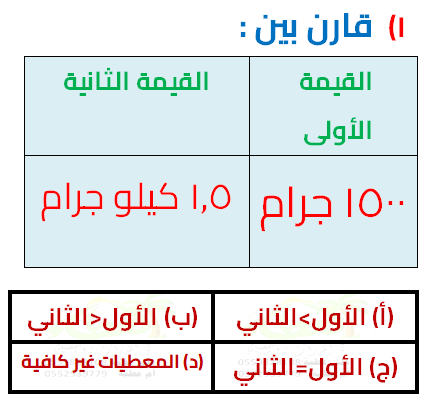 ١) قارن بين :
القيمة الأولى
القيمة الثانية
١٥٠٠ جرام
١,٥ كيلو جرام
(أ) الأول>الثاني
(ب) الأول<الثاني
(ج) الأول=الثاني
(د) المعطيات غير كافية